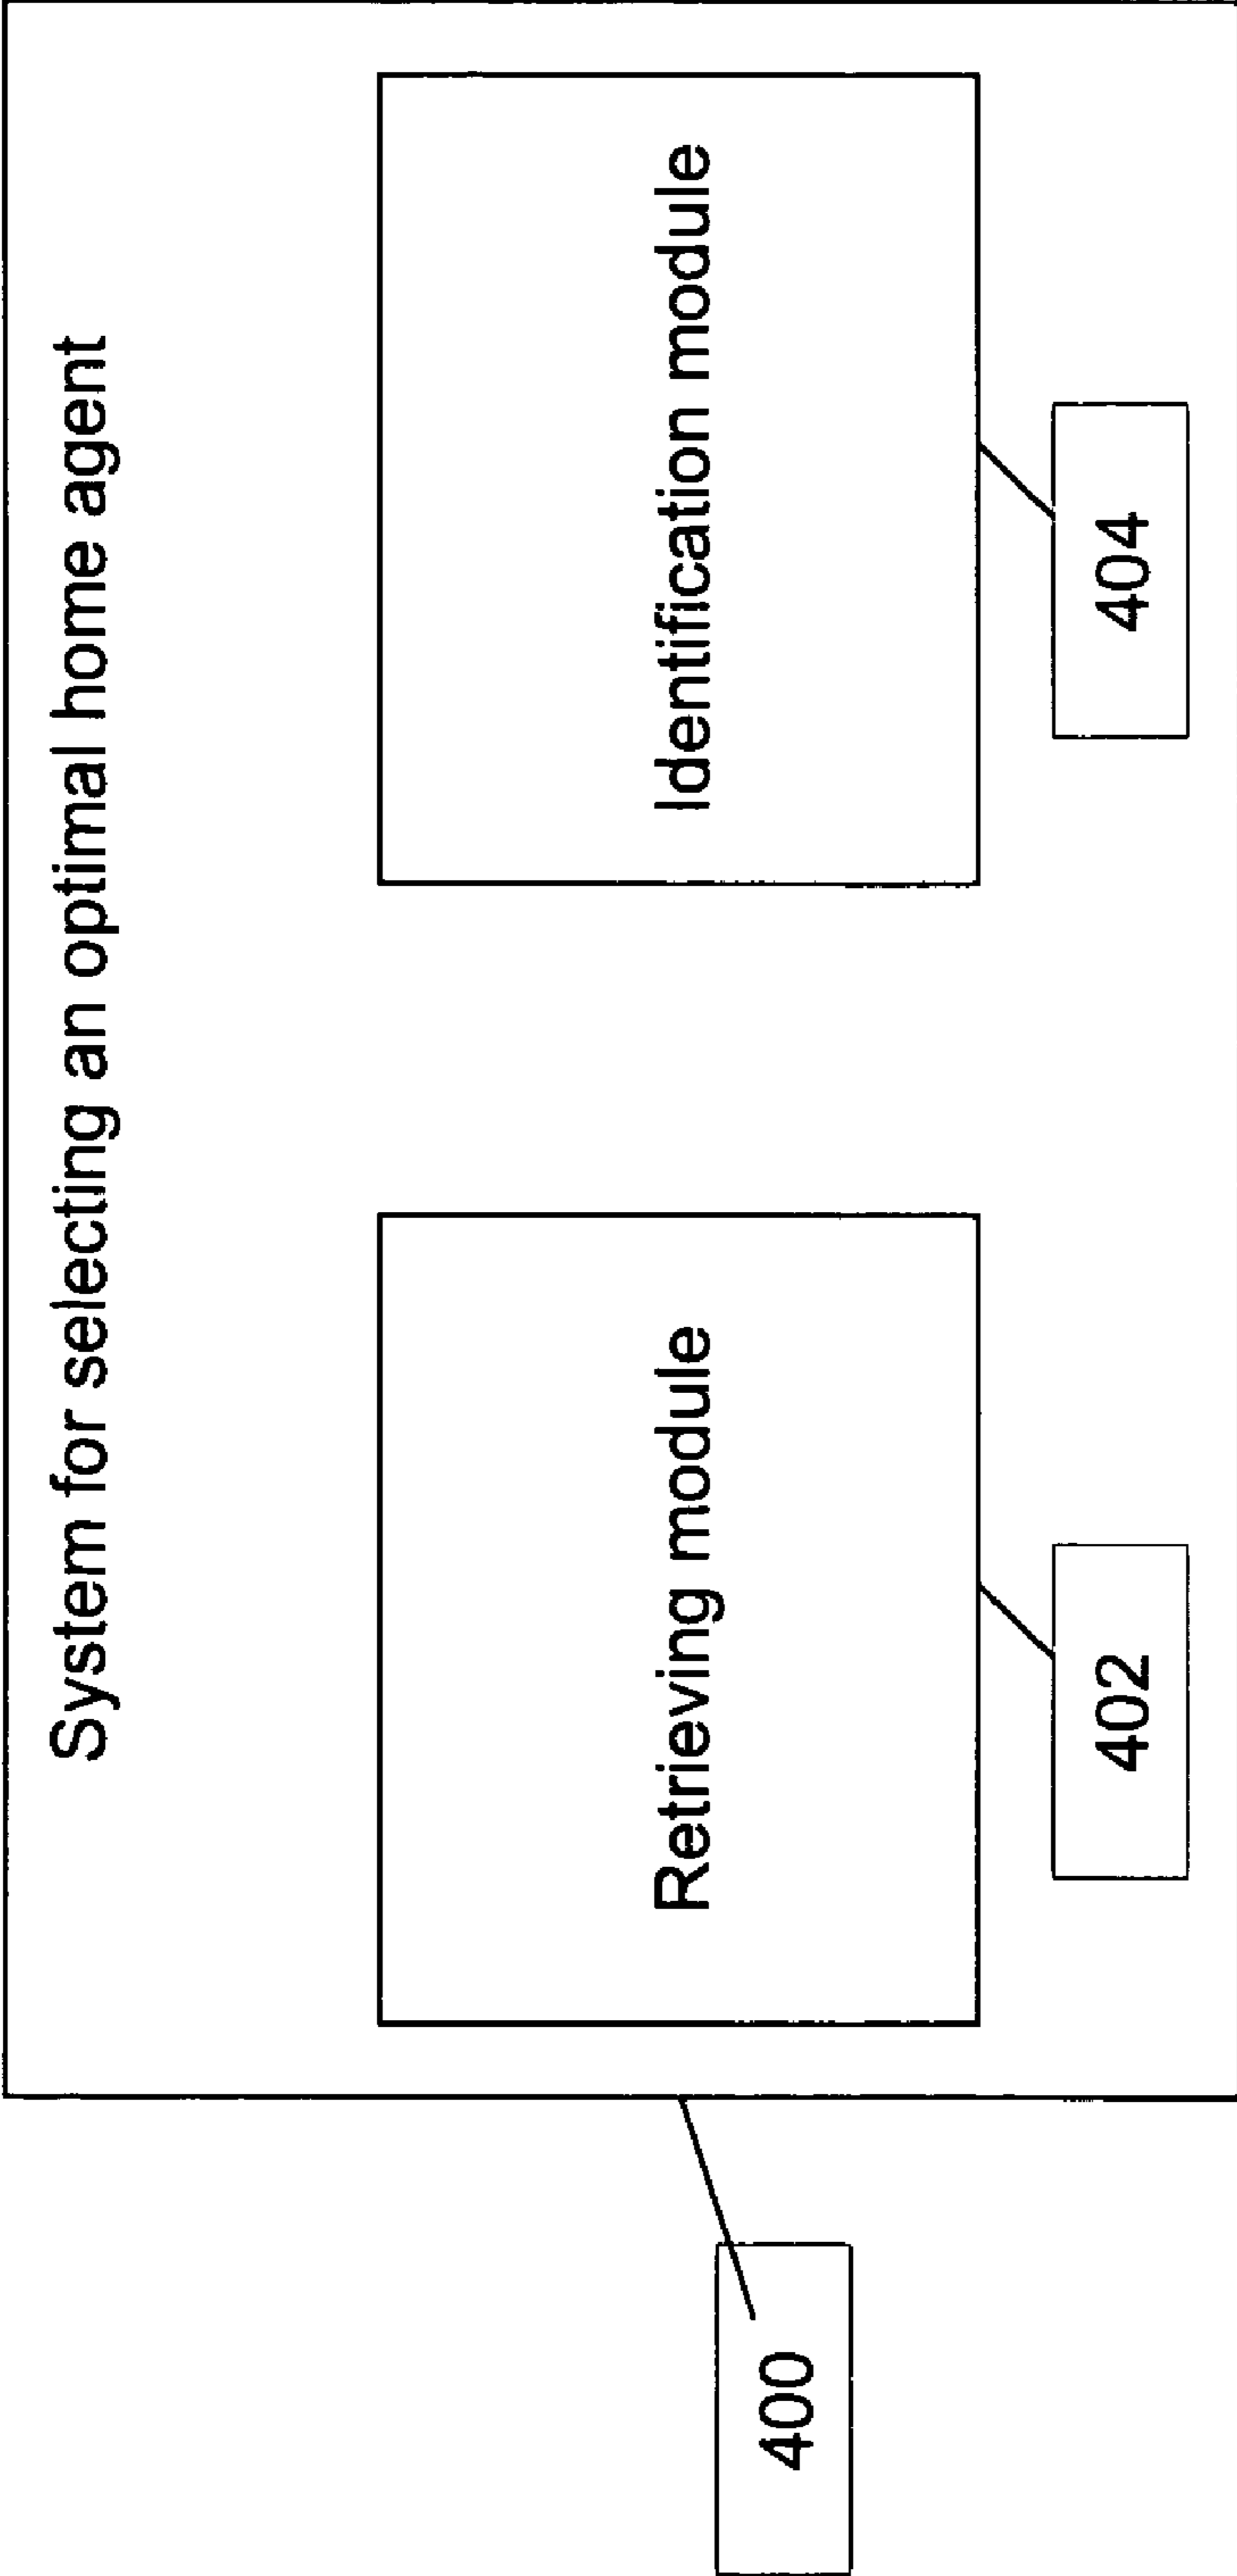 System for selecting an optimal home agent
Retrieving module
Identification module
400
402
404